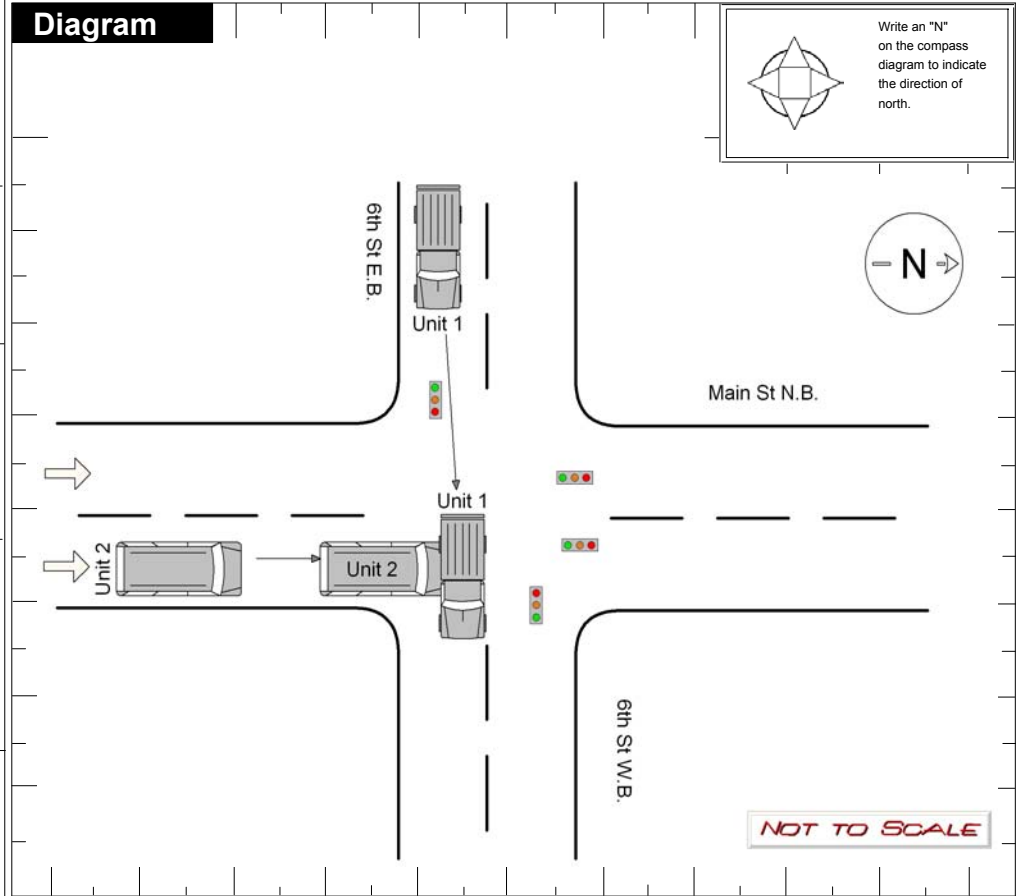 Diagram
Write an "N"
on the compass
diagram to indicate
the direction of
north.
6th St E.B.
N
Unit 1
Main St N.B.
Unit 1
Unit 2
Unit 2
6th St W.B.
NOT TO SCALE